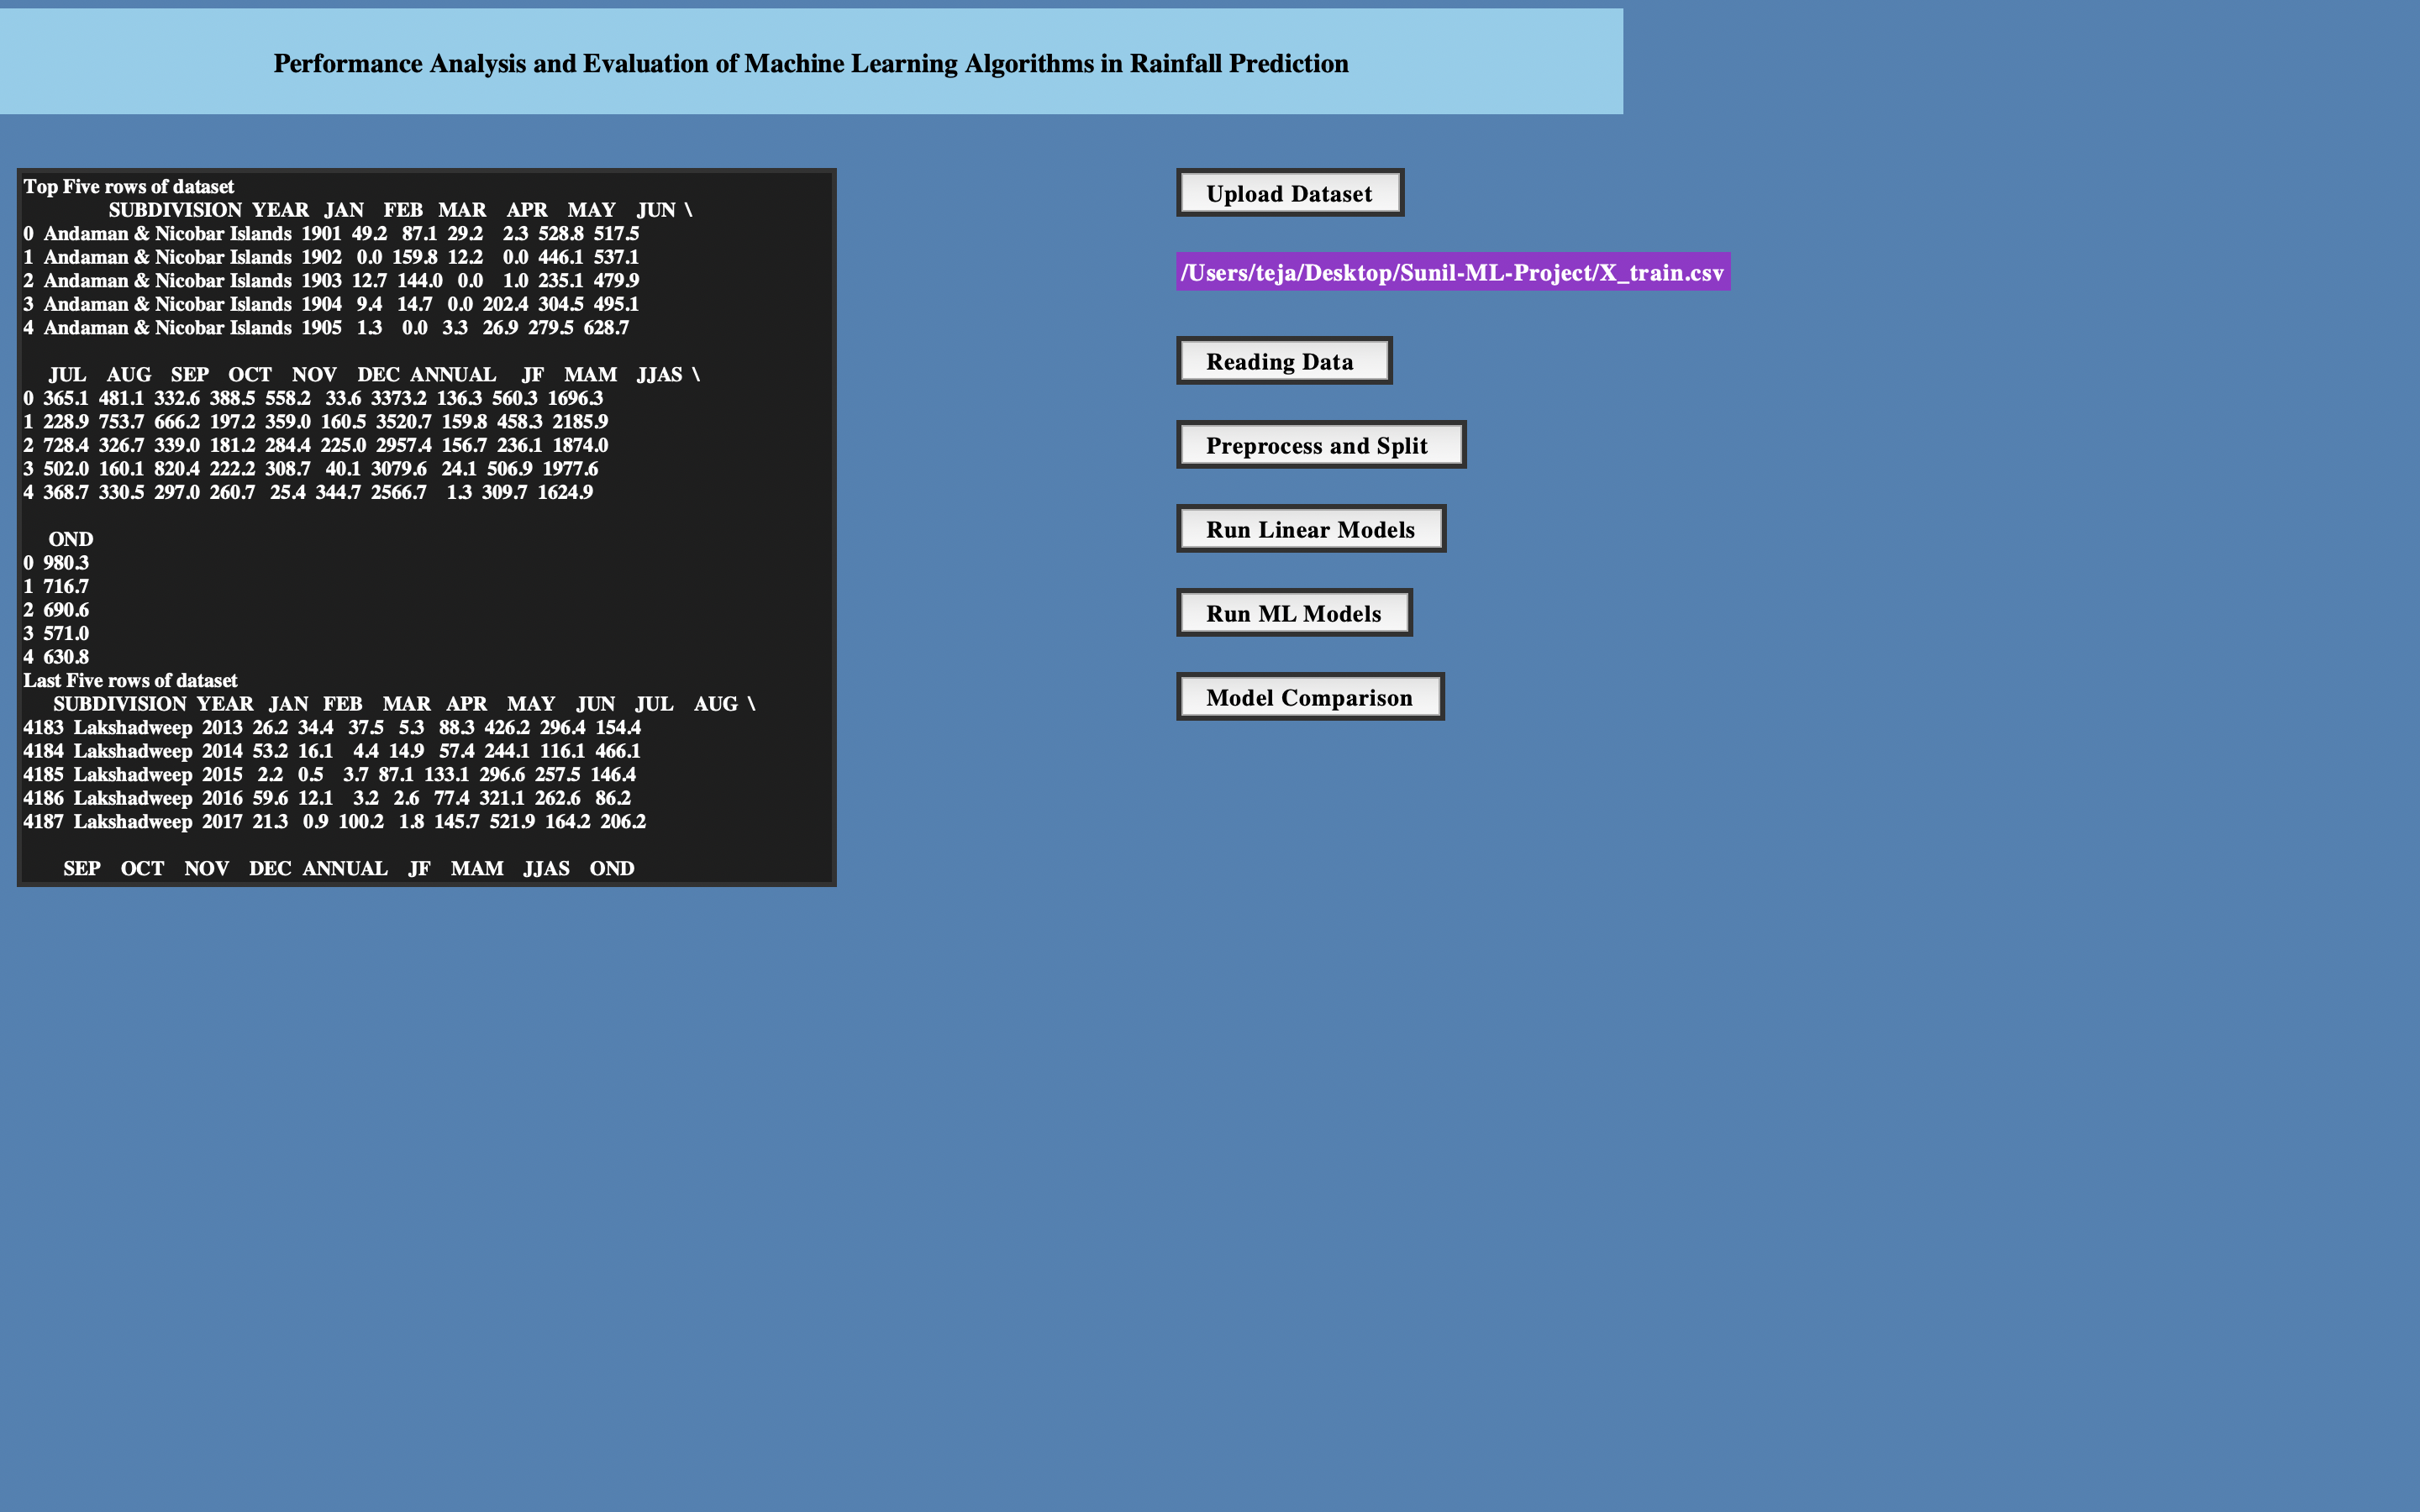 Performance Analysis and Evaluation of Machine Learning Algorithms in Rainfall Prediction
Top Five rows of dataset
SUBDIVISION YEAR JAN FEB MAR APR MAY JUN \
0 Andaman & Nicobar Islands 1901 49.2 87.1 29.2 2.3 528.8 517.5
1 Andaman & Nicobar Islands 1902 0.0 159.8 12.2 0.0 446.1 537.1
2 Andaman & Nicobar Islands 1903 12.7 144.0 0.0 1.0 235.1 479.9
3 Andaman & Nicobar Islands 1904 9.4 14.7 0.0 202.4 304.5 495.1
4 Andaman & Nicobar Islands 1905 1.3 0.0 3.3 26.9 279.5 628.7
JUL AUG SEP OCT NOV DEC ANNUAL JF MAM JJAS \
0 365.1 481.1 332.6 388.5 558.2 33.6 3373.2 136.3 560.3 1696.3
1 228.9 753.7 666.2 197.2 359.0 160.5 3520.7 159.8 458.3 2185.9
2 728.4 326.7 339.0 181.2 284.4 225.0 2957.4 156.7 236.1 1874.0
3 502.0 160.1 820.4 222.2 308.7 40.1 3079.6 24.1 506.9 1977.6
4 368.7 330.5 297.0 260.7 25.4 344.7 2566.7 1.3 309.7 1624.9
OND
0 980.3
1 716.7
2 690.6
3 571.0
4 630.8
Last Five rows of dataset
SUBDIVISION YEAR JAN FEB MAR APR MAY JUN JUL AUG \
4183 Lakshadweep 2013 26.2 34.4 37.5 5.3 88.3 426.2 296.4 154.4
4184 Lakshadweep 2014 53.2 16.1 4.4 14.9 57.4 244.1 116.1 466.1
4185 Lakshadweep 2015 2.2 0.5 3.7 87.1 133.1 296.6 257.5 146.4
4186 Lakshadweep 2016 59.6 12.1 3.2 2.6 77.4 321.1 262.6 86.2
4187 Lakshadweep 2017 21.3 0.9 100.2 1.8 145.7 521.9 164.2 206.2
SEP OCT NOV DEC ANNUAL JF MAM JJAS OND
Upload Dataset
/Users/teja/Desktop/Sunil-ML-Project/X_train.csv
Reading Data
Preprocess and Split
Run Linear Models
Run ML Models
Model Comparison